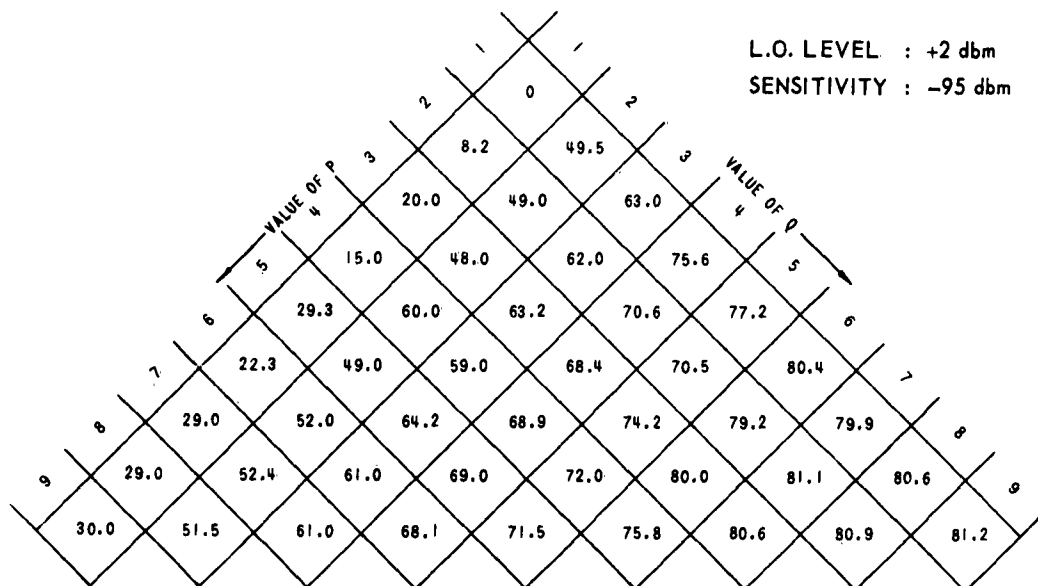 L.O. LEVEL : +2 dbm
SENSITIVITY : -95 dbm
VALUE OF P
1
2
3
4
5
6
7
8
9
VALUE OF Q
1
2
3
4
5
6
7
8
9
0
8.2 49.5
20.0 49.0 63.0
15.0 48.0 62.0 75.6
29.3 60.0 63.2 70.6 77.2
22.3 49.0 59.0 68.4 70.5 80.4
29.0 52.0 64.2 68.9 74.2 79.2 79.9
29.0 52.4 61.0 69.0 72.0 80.0 81.1 80.6
30.0 51.5 61.0 68.1 71.5 75.8 80.6 80.9 81.2